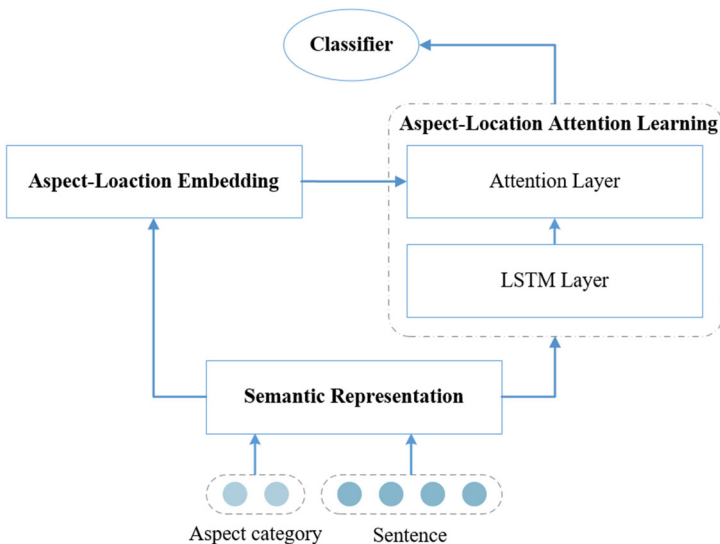 Classifier
Aspect-Location Attention Learning
Aspect-Loaction Embedding
Attention Layer
LSTM Layer
Semantic Representation
Aspect category
Sentence